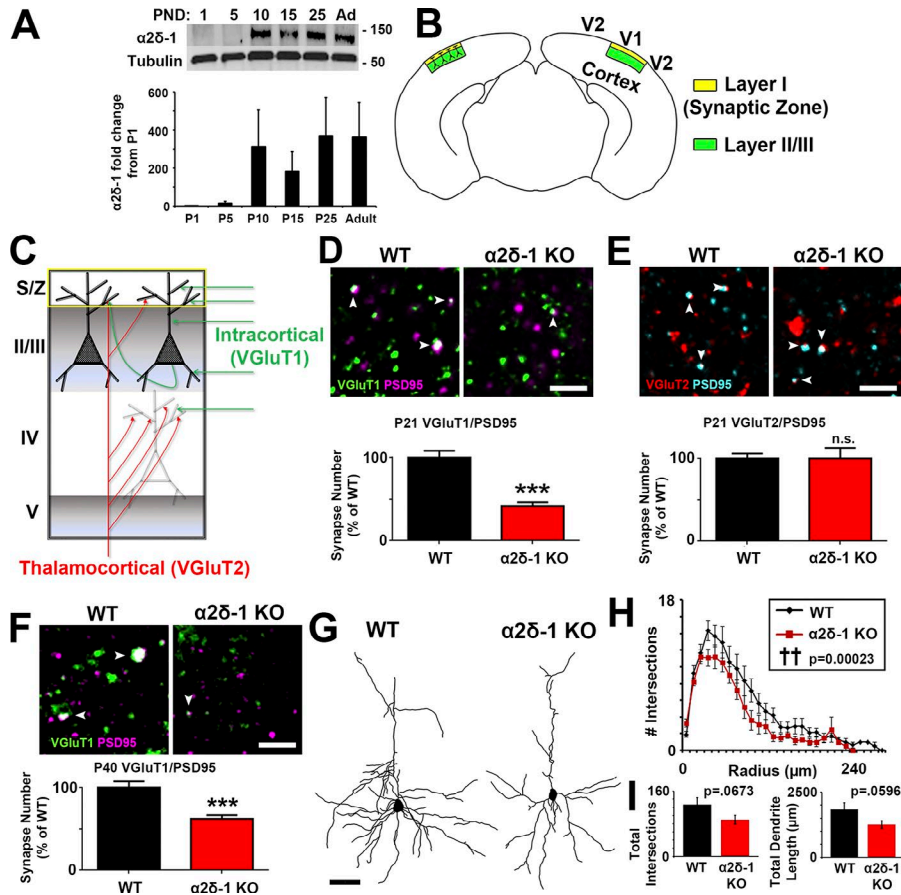 A
PND: 1 5 10 15 25 Ad
α2δ-1
- 150
Tubulin
- 50
α2δ-1 fold change
from P1
600
400
200
P1 P5 P10 P15 P25 Adult
B
V2 V1
V2
Cortex
Layer I
(Synaptic Zone)
Layer II/III
C
S/Z
II/III
IV
V
Intracortical
(VGluT1)
Thalamocortical (VGluT2)
D
WT α2δ-1 KO
VGluT1 PSD95
P21 VGluT1/PSD95
Synapse Number
(% of WT)
100
***
WT α2δ-1 KO
E
WT α2δ-1 KO
VGluT2 PSD95
P21 VGluT2/PSD95
Synapse Number
(% of WT)
100
n.s.
WT α2δ-1 KO
F
WT α2δ-1 KO
VGluT1 PSD95
P40 VGluT1/PSD95
Synapse Number
(% of WT)
100
***
WT α2δ-1 KO
G
WT α2δ-1 KO
H
# Intersections
18
0
WT
α2δ-1 KO
†† p=0.00023
0 Radius (µm) 240
I
Total
Intersections
160
0
p=.0673
WT α2δ-1
KO
Total Dendrite
Length (µm)
2500
0
p=.0596
WT α2δ-1
KO